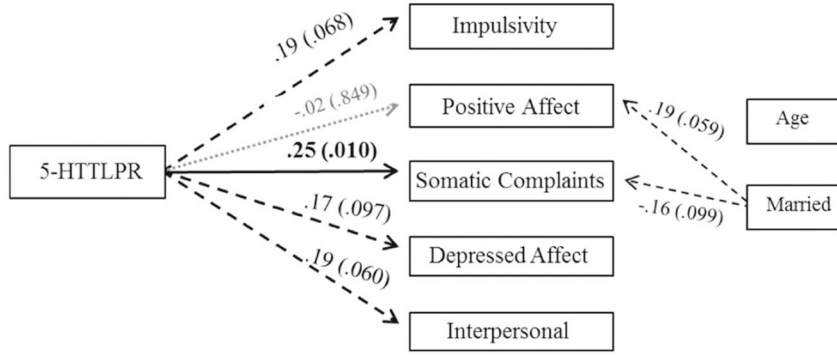 .19 (.068)
Impulsivity
-.02 (.849)
Positive Affect
.19 (.059)
Age
5-HTTLPR
.25 (.010)
Somatic Complaints
-.16 (.099)
Married
.17 (.097)
Depressed Affect
.19 (.060)
Interpersonal